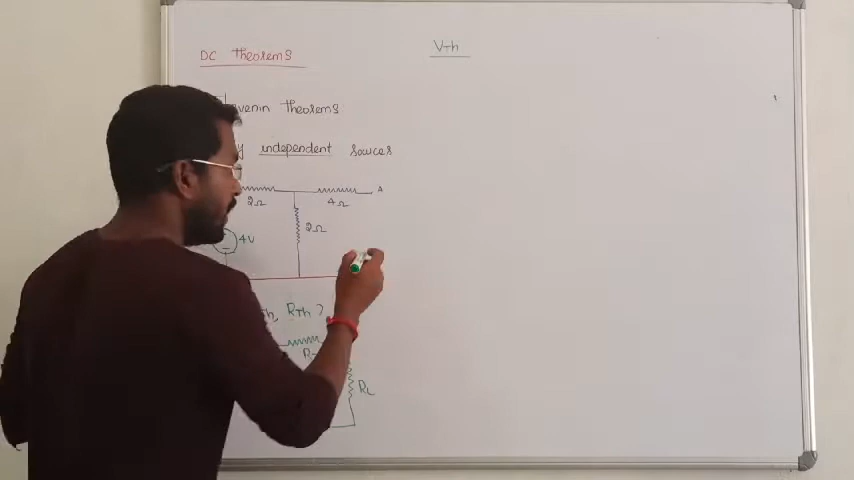 DC Theorems
VTh
venin theorems
independent sources
2Ω 4Ω A
2Ω
4V
RTh ?
RL